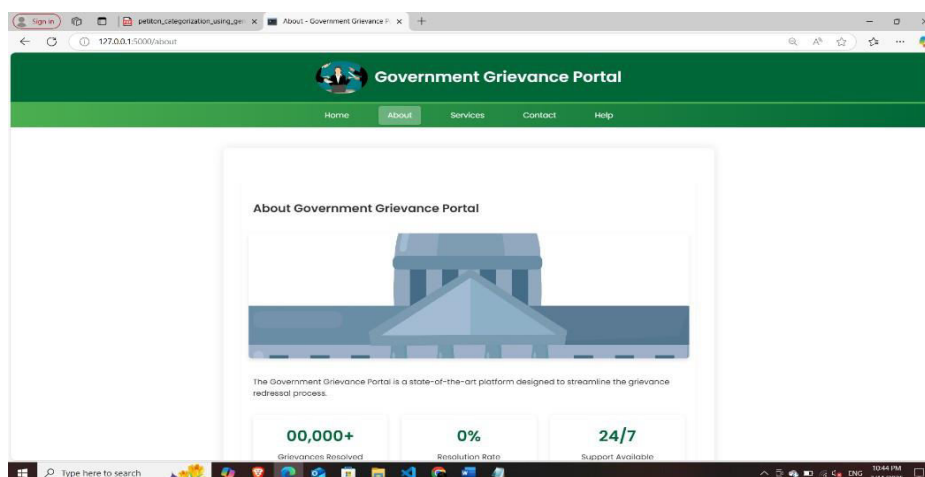 Sign in
petiton_categorization_using_ger
About - Government Grievance P
127.0.0.1:5000/about
Government Grievance Portal
Home About Services Contact Help
About Government Grievance Portal
The Government Grievance Portal is a state-of-the-art platform designed to streamline the grievance
redressal process.
00,000+ 0% 24/7
Grievances Resolved Resolution Rate Support Available
Type here to search
ENG
10:44 PM